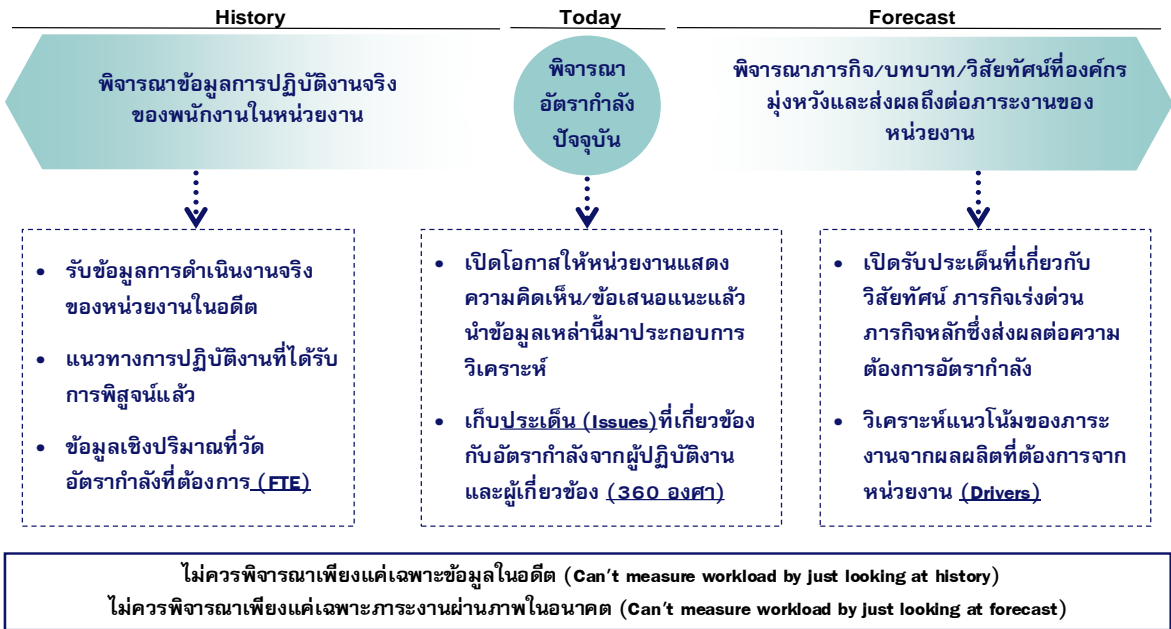 History
Today
Forecast
พิจารณาข้อมูลการปฏิบัติงานจริง
ของพนักงานในหน่วยงาน
พิจารณา
อัตรากำลัง
ปัจจุบัน
พิจารณาภารกิจ/บทบาท/วิสัยทัศน์ที่องค์กร
มุ่งหวังและส่งผลถึงต่อภาระงานของ
หน่วยงาน
• รับข้อมูลการดำเนินงานจริง
ของหน่วยงานในอดีต
• แนวทางการปฏิบัติงานที่ได้รับ
การพิสูจน์แล้ว
• ข้อมูลเชิงปริมาณที่วัด
อัตรากำลังที่ต้องการ (FTE)
• เปิดโอกาสให้หน่วยงานแสดง
ความคิดเห็น/ข้อเสนอแนะแล้ว
นำข้อมูลเหล่านี้มาประกอบการ
วิเคราะห์
• เก็บประเด็น (Issues)ที่เกี่ยวข้อง
กับอัตรากำลังจากผู้ปฏิบัติงาน
และผู้เกี่ยวข้อง (360 องศา)
• เปิดรับประเด็นที่เกี่ยวกับ
วิสัยทัศน์ ภารกิจเร่งด่วน
ภารกิจหลักซึ่งส่งผลต่อความ
ต้องการอัตรากำลัง
• วิเคราะห์แนวโน้มของภาระ
งานจากผลผลิตที่ต้องการจาก
หน่วยงาน (Drivers)
ไม่ควรพิจารณาเพียงแค่เฉพาะข้อมูลในอดีต (Can't measure workload by just looking at history)
ไม่ควรพิจารณาเพียงแค่เฉพาะภาระงานผ่านภาพในอนาคต (Can't measure workload by just looking at forecast)